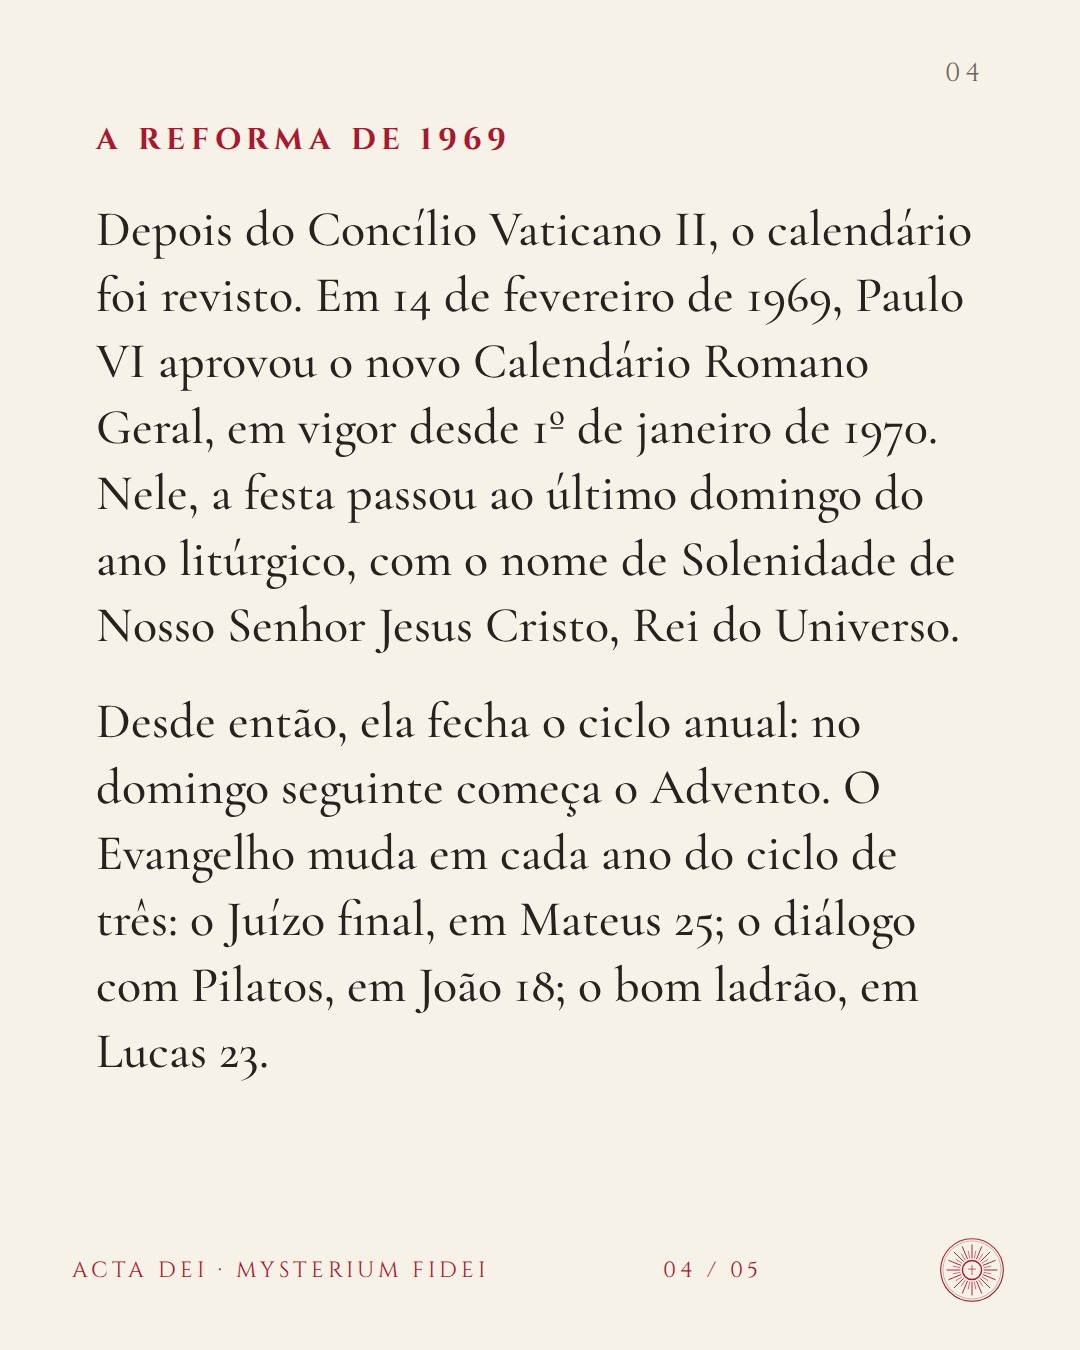 04
A REFORMA DE 1969
Depois do Concílio Vaticano II, o calendário
foi revisto. Em 14 de fevereiro de 1969, Paulo
VI aprovou o novo Calendário Romano
Geral, em vigor desde 1º de janeiro de 1970.
Nele, a festa passou ao último domingo do
ano litúrgico, com o nome de Solenidade de
Nosso Senhor Jesus Cristo, Rei do Universo.
Desde então, ela fecha o ciclo anual: no
domingo seguinte começa o Advento. O
Evangelho muda em cada ano do ciclo de
três: o Juízo final, em Mateus 25; o diálogo
com Pilatos, em João 18; o bom ladrão, em
Lucas 23.
ACTA DEI · MYSTERIUM FIDEI
04 / 05